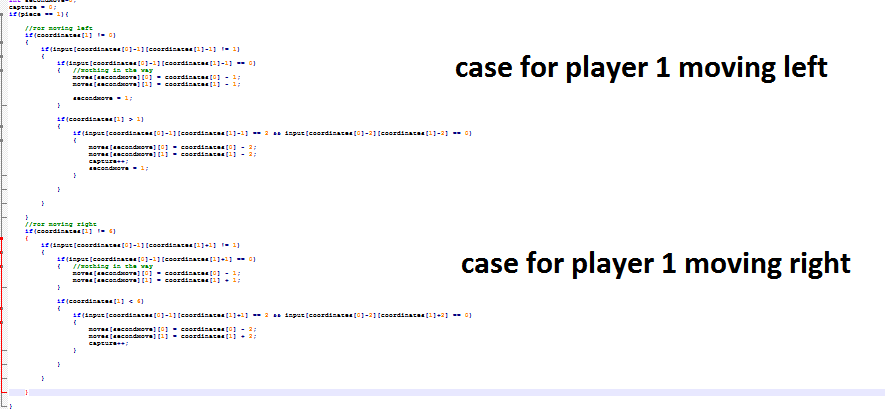 int secondmove=0;
capture = 0;
if(piece == 1){
//For moving left
if(coordinates[1] != 0)
{
if(input[coordinates[0]-1][coordinates[1]-1] != 1)
{
if(input[coordinates[0]-1][coordinates[1]-1] == 0)
{ //nothing in the way
moves[secondmove][0] = coordinates[0] - 1;
moves[secondmove][1] = coordinates[1] - 1;
secondmove = 1;
}
if(coordinates[1] > 1)
{
if(input[coordinates[0]-1][coordinates[1]-1] == 2 && input[coordinates[0]-2][coordinates[1]-2] == 0)
{
moves[secondmove][0] = coordinates[0] - 2;
moves[secondmove][1] = coordinates[1] - 2;
capture++;
secondmove = 1;
}
}
}
}
case for player 1 moving left
//For moving right
if(coordinates[1] != 6)
{
if(input[coordinates[0]-1][coordinates[1]+1] != 1)
{
if(input[coordinates[0]-1][coordinates[1]+1] == 0)
{ //nothing in the way
moves[secondmove][0] = coordinates[0] - 1;
moves[secondmove][1] = coordinates[1] + 1;
}
if(coordinates[1] < 6)
{
if(input[coordinates[0]-1][coordinates[1]+1] == 2 && input[coordinates[0]-2][coordinates[1]+2] == 0)
{
moves[secondmove][0] = coordinates[0] - 2;
moves[secondmove][1] = coordinates[1] + 2;
capture++;
}
}
}
}
}
case for player 1 moving right